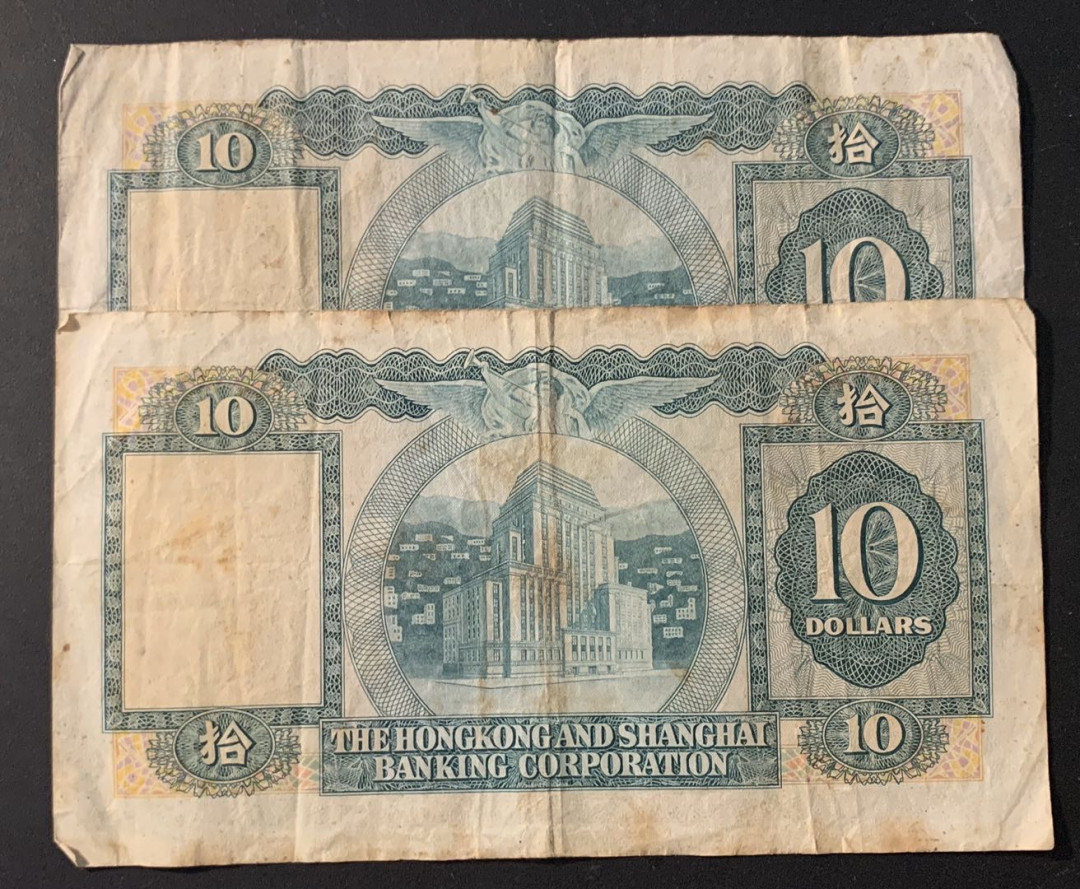 10
拾
10
10
拾
10
DOLLARS
拾
10
THE HONGKONG AND SHANGHAI
BANKING CORPORATION